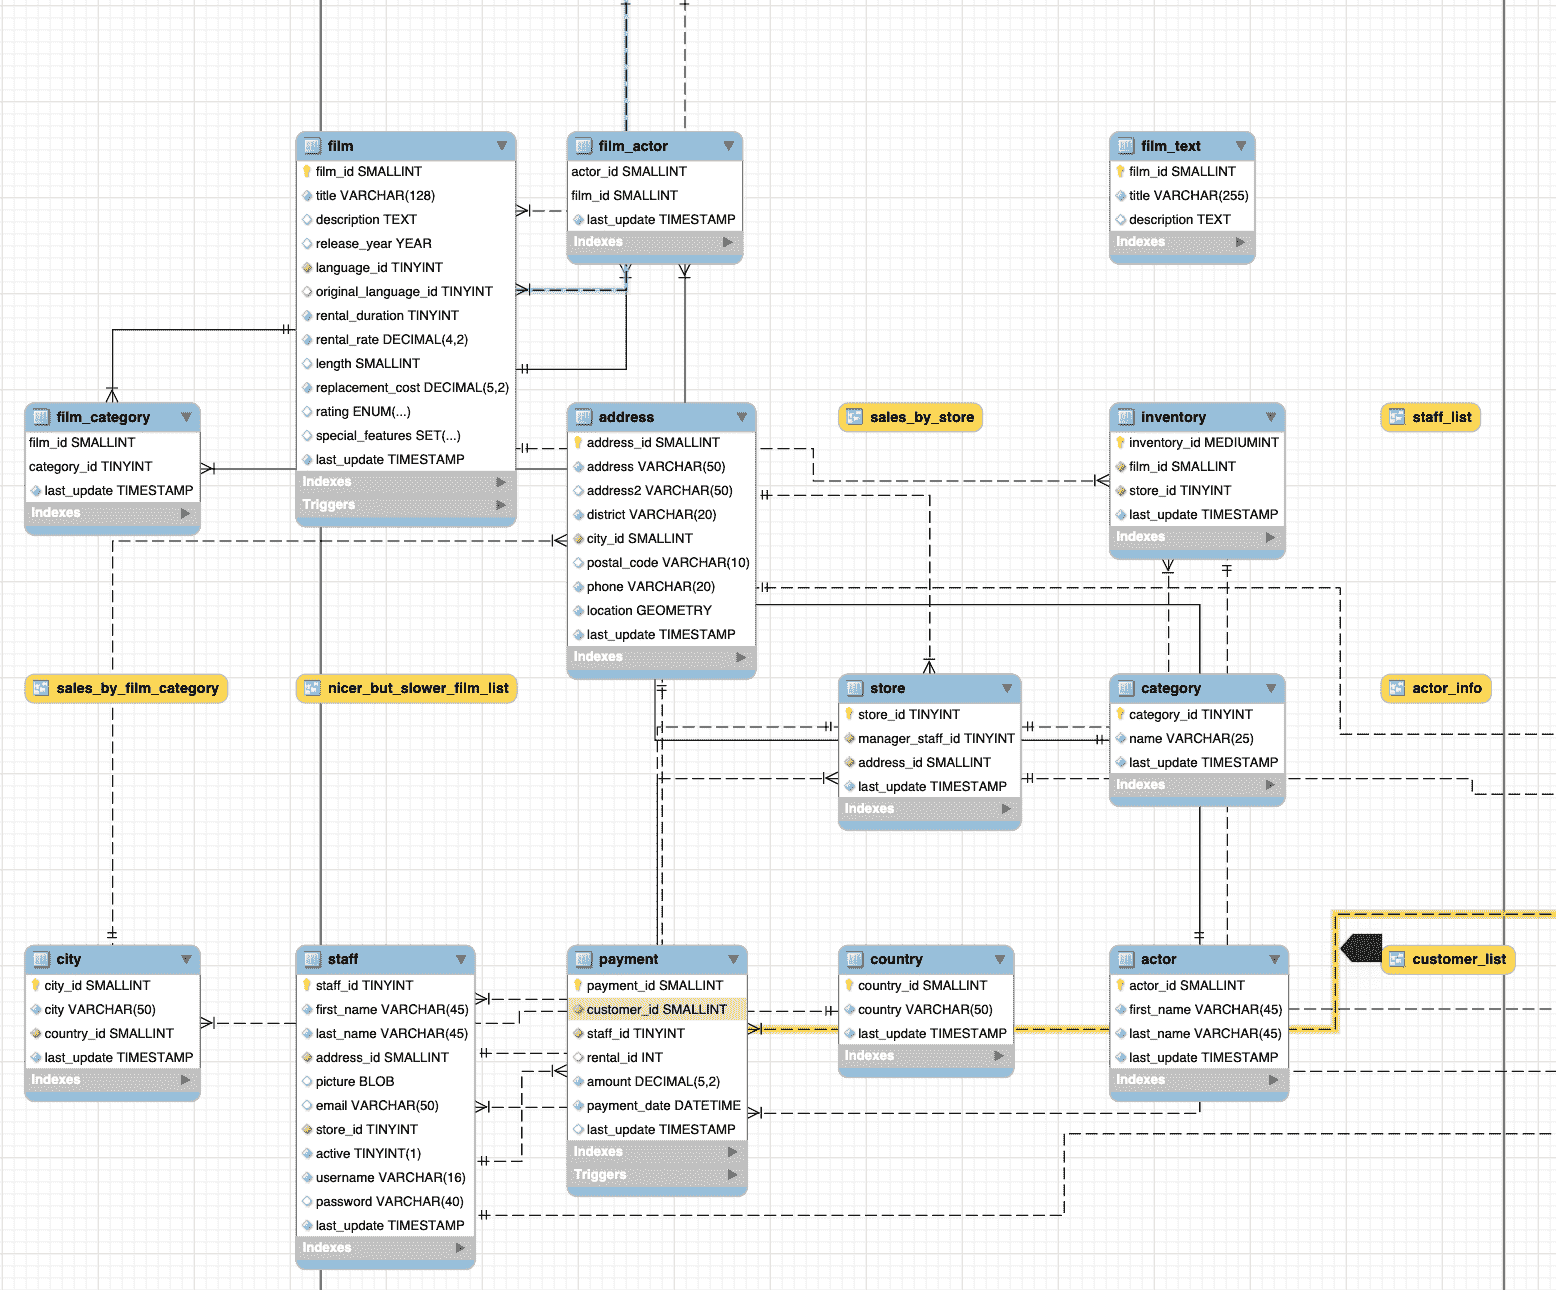 film
film_id SMALLINT
title VARCHAR(128)
description TEXT
release_year YEAR
language_id TINYINT
original_language_id TINYINT
rental_duration TINYINT
rental_rate DECIMAL(4,2)
length SMALLINT
replacement_cost DECIMAL(5,2)
rating ENUM(...)
special_features SET(...)
last_update TIMESTAMP
Indexes
Triggers
film_actor
actor_id SMALLINT
film_id SMALLINT
last_update TIMESTAMP
Indexes
film_text
film_id SMALLINT
title VARCHAR(255)
description TEXT
Indexes
film_category
film_id SMALLINT
category_id TINYINT
last_update TIMESTAMP
Indexes
address
address_id SMALLINT
address VARCHAR(50)
address2 VARCHAR(50)
district VARCHAR(20)
city_id SMALLINT
postal_code VARCHAR(10)
phone VARCHAR(20)
location GEOMETRY
last_update TIMESTAMP
Indexes
sales_by_store
inventory
inventory_id MEDIUMINT
film_id SMALLINT
store_id TINYINT
last_update TIMESTAMP
Indexes
staff_list
sales_by_film_category
nicer_but_slower_film_list
store
store_id TINYINT
manager_staff_id TINYINT
address_id SMALLINT
last_update TIMESTAMP
Indexes
category
category_id TINYINT
name VARCHAR(25)
last_update TIMESTAMP
Indexes
actor_info
city
city_id SMALLINT
city VARCHAR(50)
country_id SMALLINT
last_update TIMESTAMP
Indexes
staff
staff_id TINYINT
first_name VARCHAR(45)
last_name VARCHAR(45)
address_id SMALLINT
picture BLOB
email VARCHAR(50)
store_id TINYINT
active TINYINT(1)
username VARCHAR(16)
password VARCHAR(40)
last_update TIMESTAMP
Indexes
payment
payment_id SMALLINT
customer_id SMALLINT
staff_id TINYINT
rental_id INT
amount DECIMAL(5,2)
payment_date DATETIME
last_update TIMESTAMP
Indexes
Triggers
country
country_id SMALLINT
country VARCHAR(50)
last_update TIMESTAMP
Indexes
actor
actor_id SMALLINT
first_name VARCHAR(45)
last_name VARCHAR(45)
last_update TIMESTAMP
Indexes
customer_list